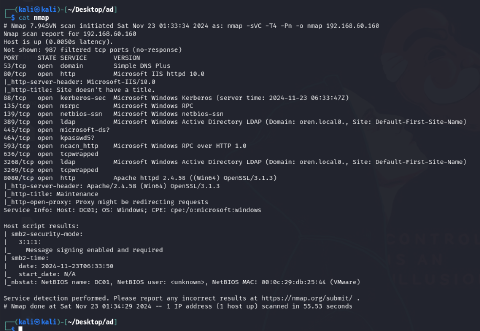 (kali㉿kali)-[~/Desktop/ad]
$ cat nmap
# Nmap 7.94SVN scan initiated Sat Nov 23 01:33:34 2024 as: nmap -sVC -T4 -Pn -o nmap 192.168.60.160
Nmap scan report for 192.168.60.160
Host is up (0.0050s latency).
Not shown: 987 filtered tcp ports (no-response)
PORT STATE SERVICE VERSION
53/tcp open domain Simple DNS Plus
80/tcp open http Microsoft IIS httpd 10.0
|_http-server-header: Microsoft-IIS/10.0
|_http-title: Site doesn't have a title.
88/tcp open kerberos-sec Microsoft Windows Kerberos (server time: 2024-11-23 06:33:47Z)
135/tcp open msrpc Microsoft Windows RPC
139/tcp open netbios-ssn Microsoft Windows netbios-ssn
389/tcp open ldap Microsoft Windows Active Directory LDAP (Domain: oren.local0., Site: Default-First-Site-Name)
445/tcp open microsoft-ds?
464/tcp open kpasswd5?
593/tcp open ncacn_http Microsoft Windows RPC over HTTP 1.0
636/tcp open tcpwrapped
3268/tcp open ldap Microsoft Windows Active Directory LDAP (Domain: oren.local0., Site: Default-First-Site-Name)
3269/tcp open tcpwrapped
8080/tcp open http Apache httpd 2.4.58 ((Win64) OpenSSL/3.1.3)
|_http-server-header: Apache/2.4.58 (Win64) OpenSSL/3.1.3
|_http-title: Maintenance
|_http-open-proxy: Proxy might be redirecting requests
Service Info: Host: DC01; OS: Windows; CPE: cpe:/o:microsoft:windows

Host script results:
| smb2-security-mode:
|   3:1:1:
|_    Message signing enabled and required
| smb2-time:
|   date: 2024-11-23T06:33:50
|_  start_date: N/A
|_nbstat: NetBIOS name: DC01, NetBIOS user: <unknown>, NetBIOS MAC: 00:0c:29:db:25:44 (VMware)

Service detection performed. Please report any incorrect results at https://nmap.org/submit/ .
# Nmap done at Sat Nov 23 01:34:29 2024 -- 1 IP address (1 host up) scanned in 55.53 seconds

(kali㉿kali)-[~/Desktop/ad]
$